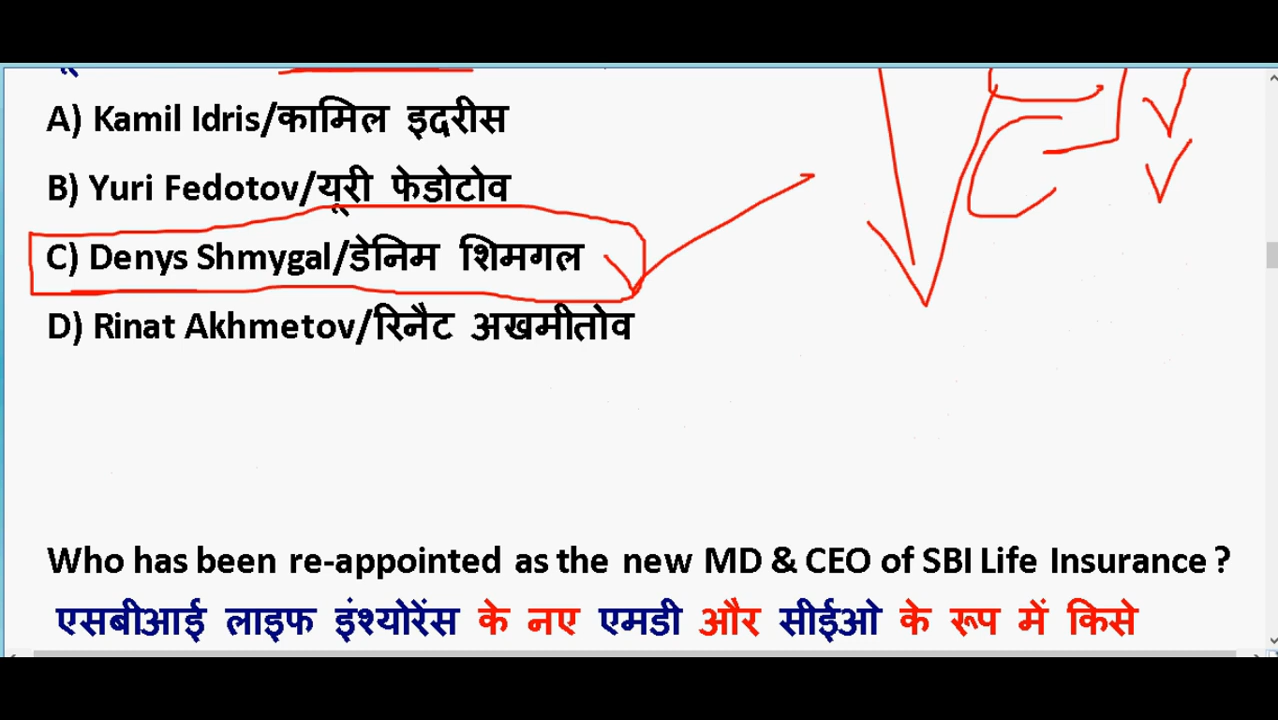 A) Kamil Idris/कामिल इदरीस
B) Yuri Fedotov/यूरी फेडोटोव
C) Denys Shmygal/डेनिम शिमगल
D) Rinat Akhmetov/रिनैट अखमीतोव
Who has been re-appointed as the new MD & CEO of SBI Life Insurance ?
एसबीआई लाइफ इंश्योरेंस के नए एमडी और सीईओ के रूप में किसे